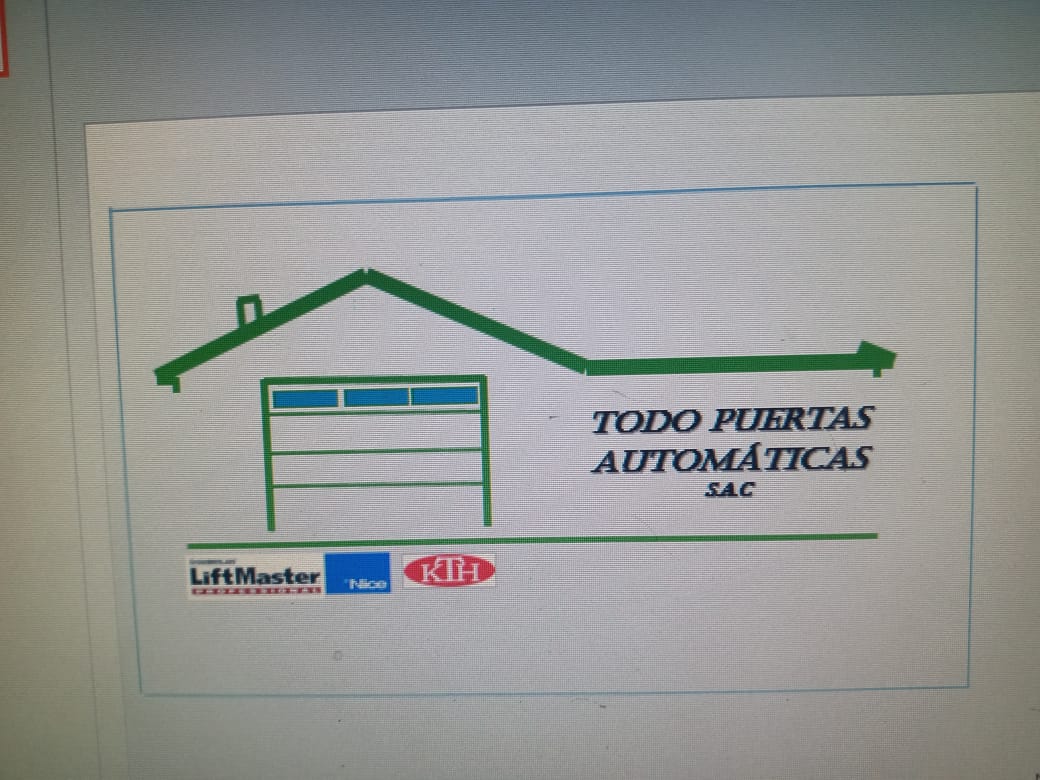 TODO PUERTAS
AUTOMÁTICAS
SAC
LiftMaster
PROFESSIONAL
Nice
KTH